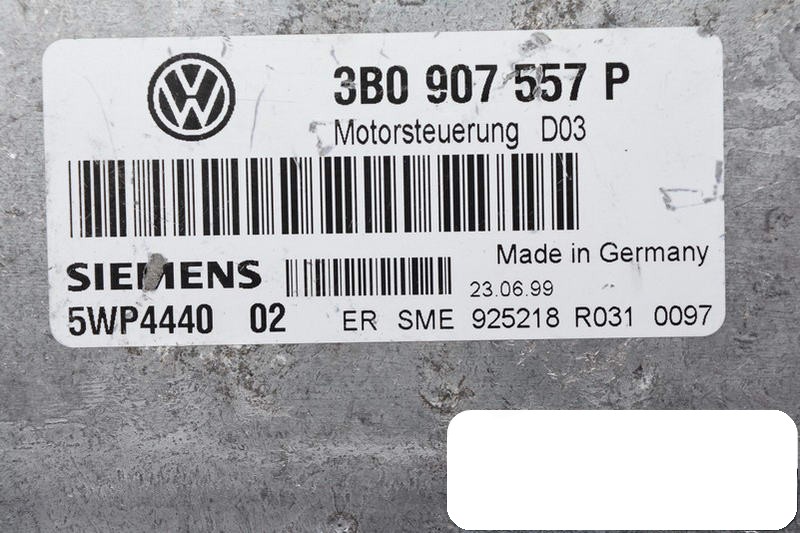 3B0 907 557 P
Motorsteuerung D03
Made in Germany
SIEMENS
23.06.99
5WP4440 02 ER SME 925218 R031 0097